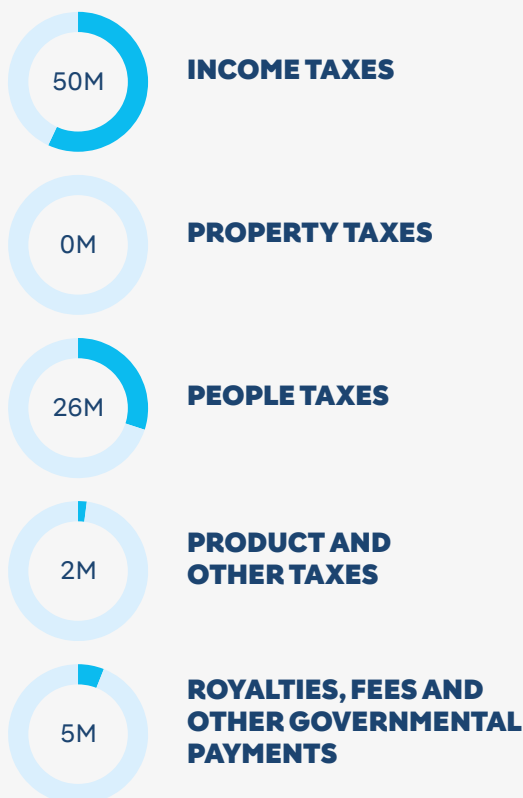 50M
INCOME TAXES
0M
PROPERTY TAXES
26M
PEOPLE TAXES
2M
PRODUCT AND
OTHER TAXES
5M
ROYALTIES, FEES AND
OTHER GOVERNMENTAL
PAYMENTS